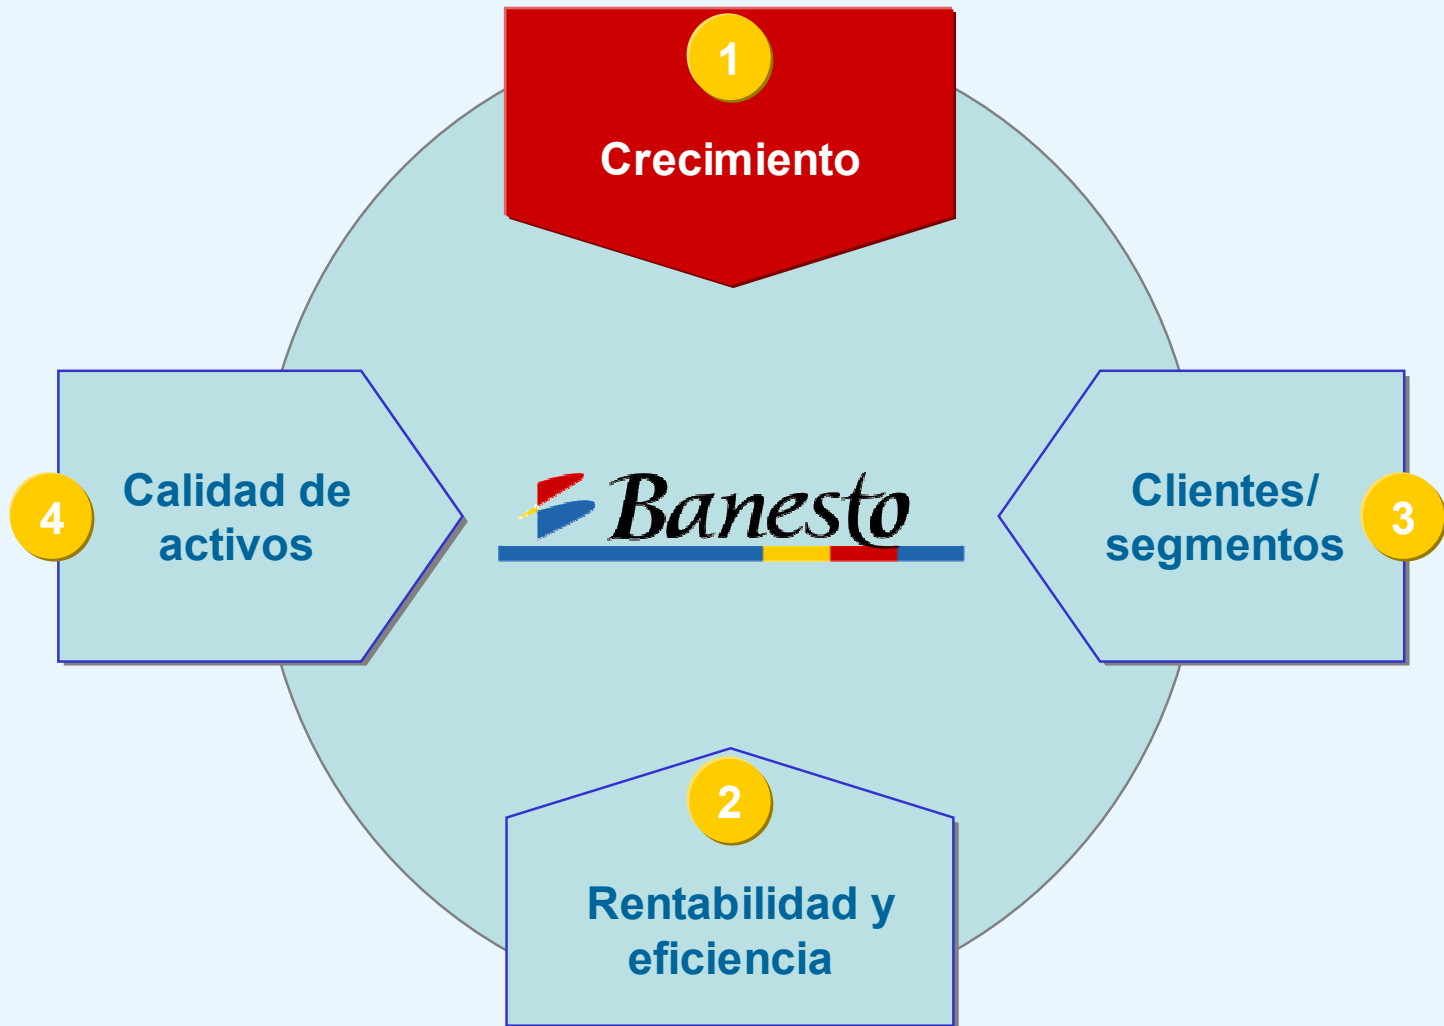 1
Crecimiento
4
Calidad de
activos
Banesto
Clientes/
segmentos
3
2
Rentabilidad y
eficiencia